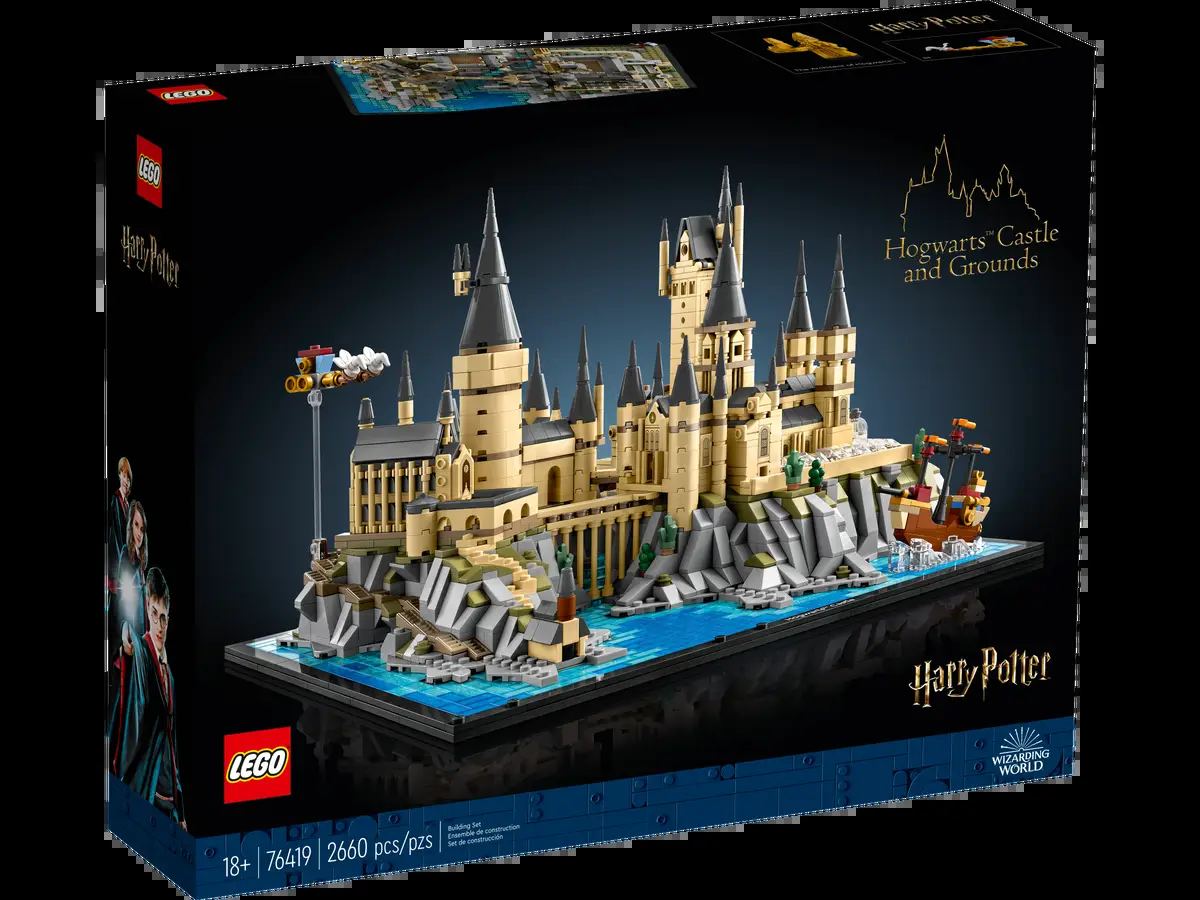 LEGO
Harry Potter
LEGO
Harry Potter
Hogwarts™ Castle
and Grounds
Harry Potter
WIZARDING
WORLD
LEGO
18+ | 76419 | 2660 pcs/pzs
Building Set
Ensemble de construction
Set de construcción